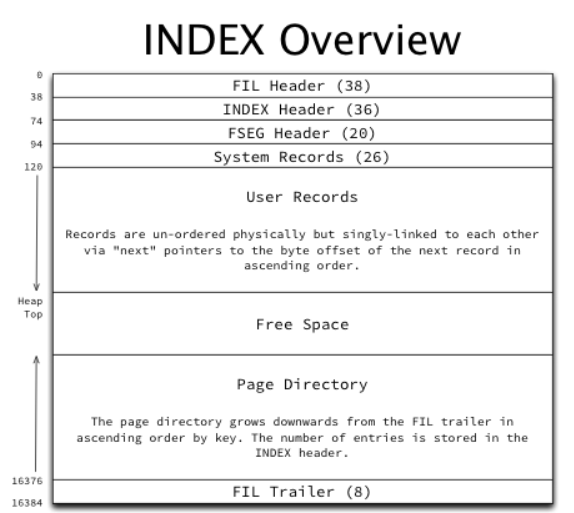 INDEX Overview
0
FIL Header (38)
38
INDEX Header (36)
74
FSEG Header (20)
94
System Records (26)
120
User Records
Records are un-ordered physically but singly-linked to each other
via "next" pointers to the byte offset of the next record in
ascending order.
Heap
Top
Free Space
Page Directory
The page directory grows downwards from the FIL trailer in
ascending order by key. The number of entries is stored in the
INDEX header.
16376
FIL Trailer (8)
16384